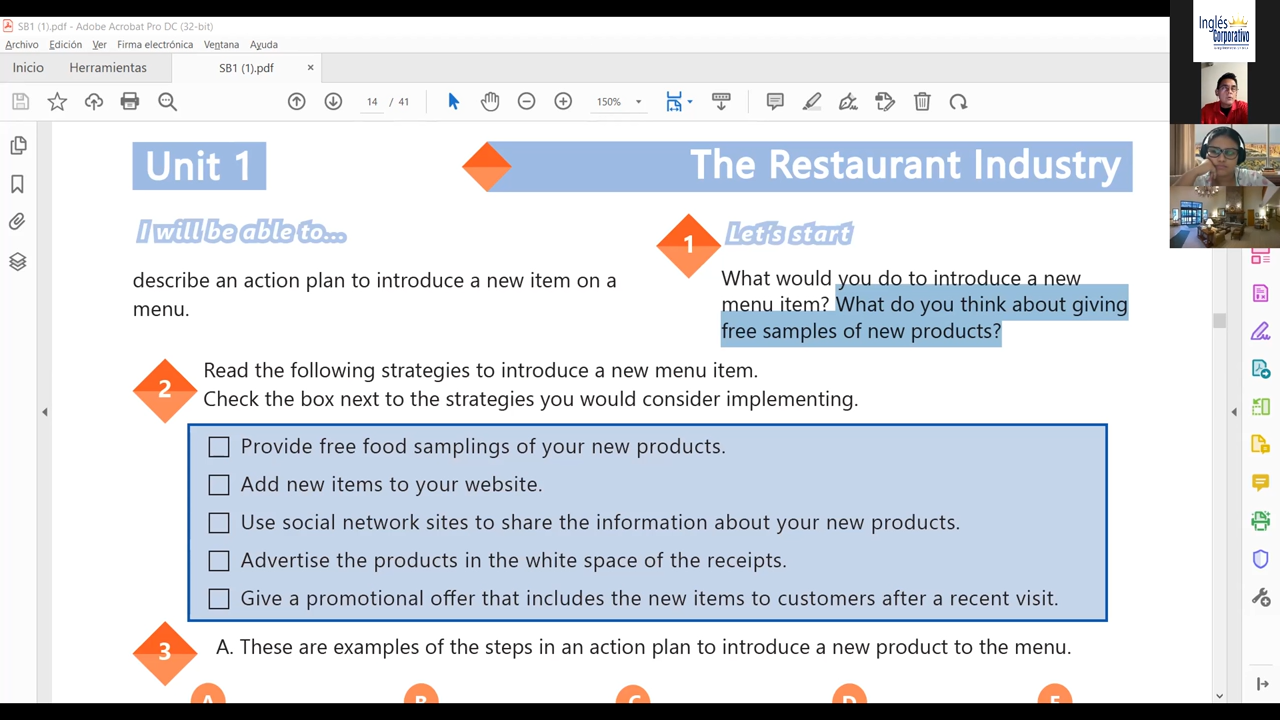 SB1 (1).pdf - Adobe Acrobat Pro DC (32-bit)
Archivo Edición Ver Firma electrónica Ventana Ayuda
Inicio Herramientas SB1 (1).pdf ×
14 / 41 150%
Inglés
Corporativo
Unit 1
The Restaurant Industry
I will be able to...
describe an action plan to introduce a new item on a
menu.
1 Let's start
What would you do to introduce a new
menu item? What do you think about giving
free samples of new products?
2 Read the following strategies to introduce a new menu item.
Check the box next to the strategies you would consider implementing.
Provide free food samplings of your new products.
Add new items to your website.
Use social network sites to share the information about your new products.
Advertise the products in the white space of the receipts.
Give a promotional offer that includes the new items to customers after a recent visit.
3 A. These are examples of the steps in an action plan to introduce a new product to the menu.
A B C D E